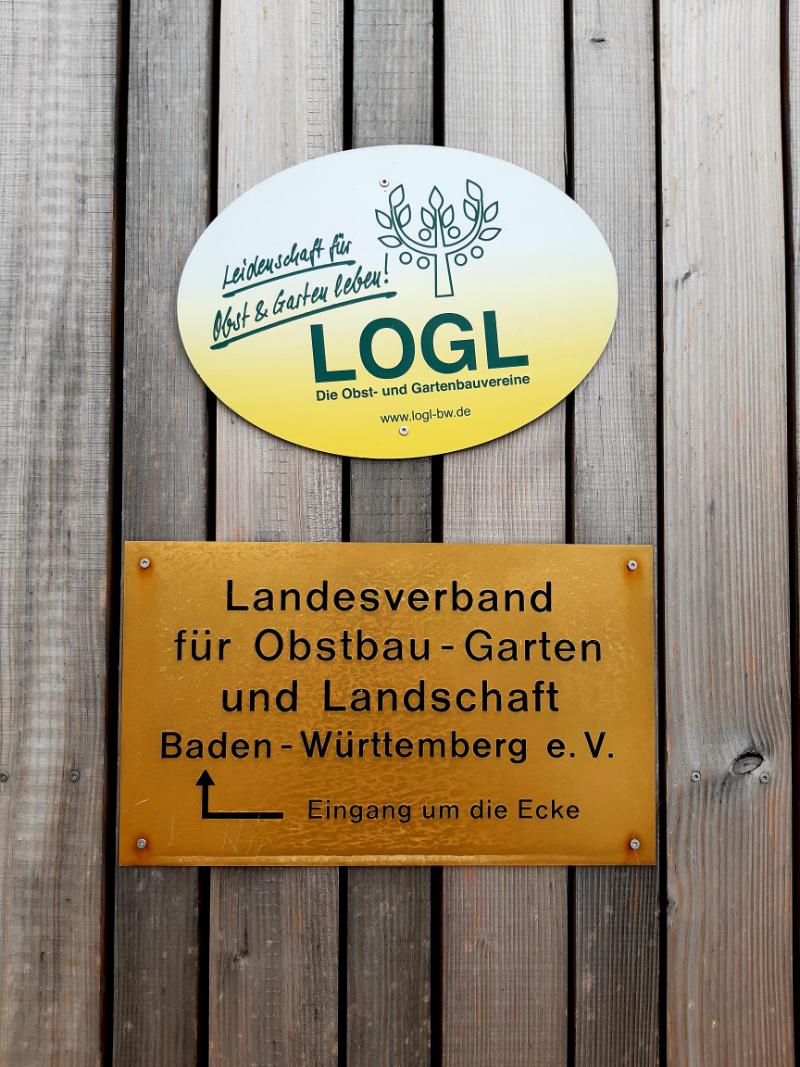 Leidenschaft für
Obst & Garten leben!
LOGL
Die Obst- und Gartenbauvereine
www.logl-bw.de
Landesverband
für Obstbau - Garten
und Landschaft
Baden - Württemberg e. V.
Eingang um die Ecke